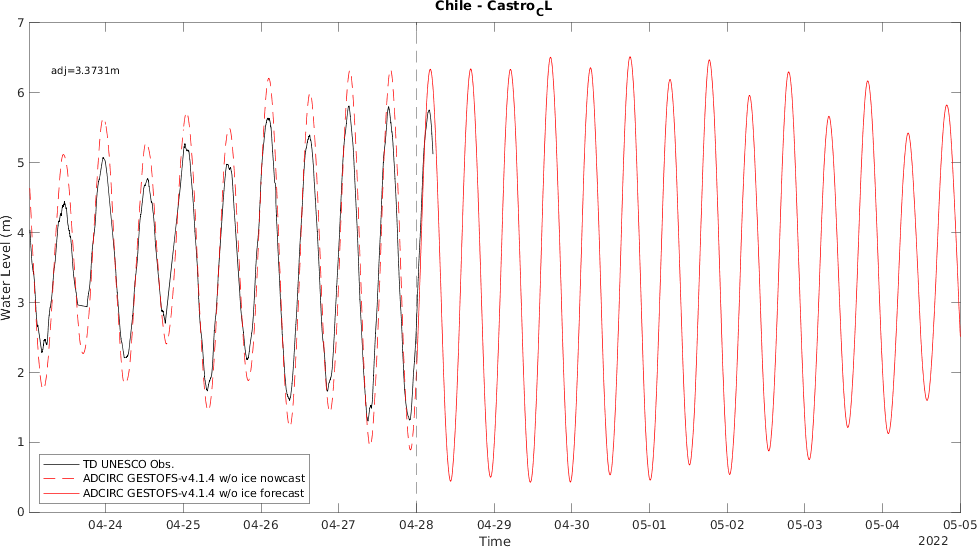 Chile - Castro_CL
adj=3.3731m
Water Level (m)
7
6
5
4
3
2
1
0
TD UNESCO Obs.
ADCIRC GESTOFS-v4.1.4 w/o ice nowcast
ADCIRC GESTOFS-v4.1.4 w/o ice forecast
04-24 04-25 04-26 04-27 04-28 04-29 04-30 05-01 05-02 05-03 05-04 05-05
Time
2022